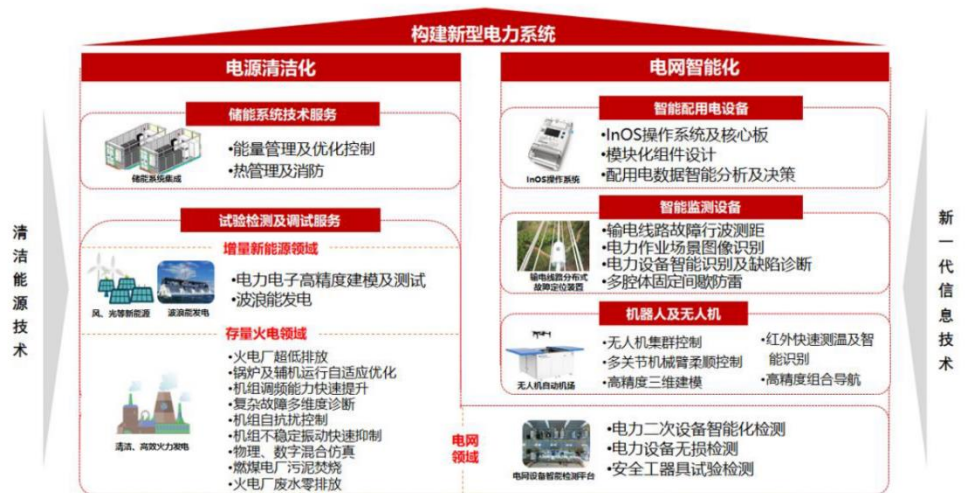 构建新型电力系统
电源清洁化
储能系统技术服务
储能系统集成
•能量管理及优化控制
•热管理及消防
试验检测及调试服务
增量新能源领域
风、光等新能源
波浪能发电
•电力电子高精度建模及测试
•波浪能发电
存量火电领域
清洁、高效火力发电
•火电厂超低排放
•锅炉及辅机运行自适应优化
•机组调频能力快速提升
•复杂故障多维度诊断
•机组自抗扰控制
•机组不稳定振动快速抑制
•物理、数字混合仿真
•燃煤电厂污泥焚烧
•火电厂废水零排放
电网智能化
智能配用电设备
InOS操作系统
•InOS操作系统及核心板
•模块化组件设计
•配用电数据智能分析及决策
智能监测设备
输电线路分布式
故障定位装置
•输电线路故障行波测距
•电力作业场景图像识别
•电力设备智能识别及缺陷诊断
•多腔体固定间歇防雷
机器人及无人机
无人机自动机场
•无人机集群控制
•多关节机械臂柔顺控制
•高精度三维建模
•红外快速测温及智
能识别
•高精度组合导航
电网
领域
电网设备智能检测平台
•电力二次设备智能化检测
•电力设备无损检测
•安全工器具试验检测
清洁能源技术
新一代信息技术